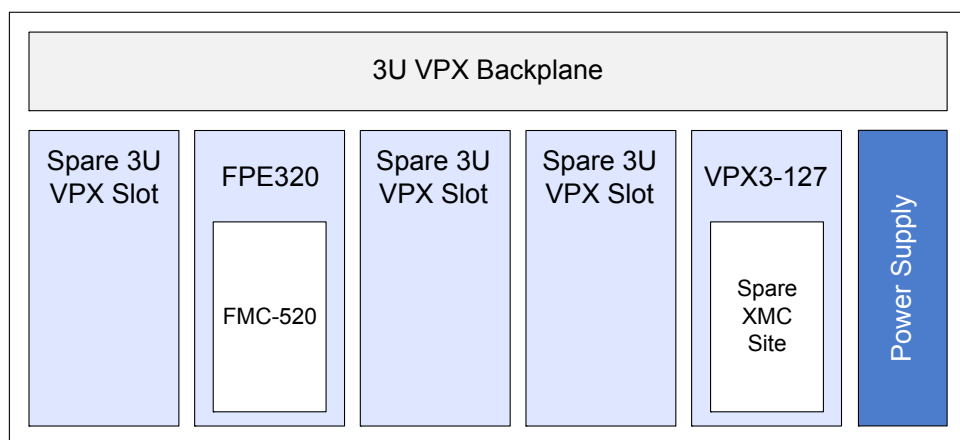 3U VPX Backplane
Spare 3U
VPX Slot
FPE320
FMC-520
Spare 3U
VPX Slot
Spare 3U
VPX Slot
VPX3-127
Spare
XMC
Site
Power Supply